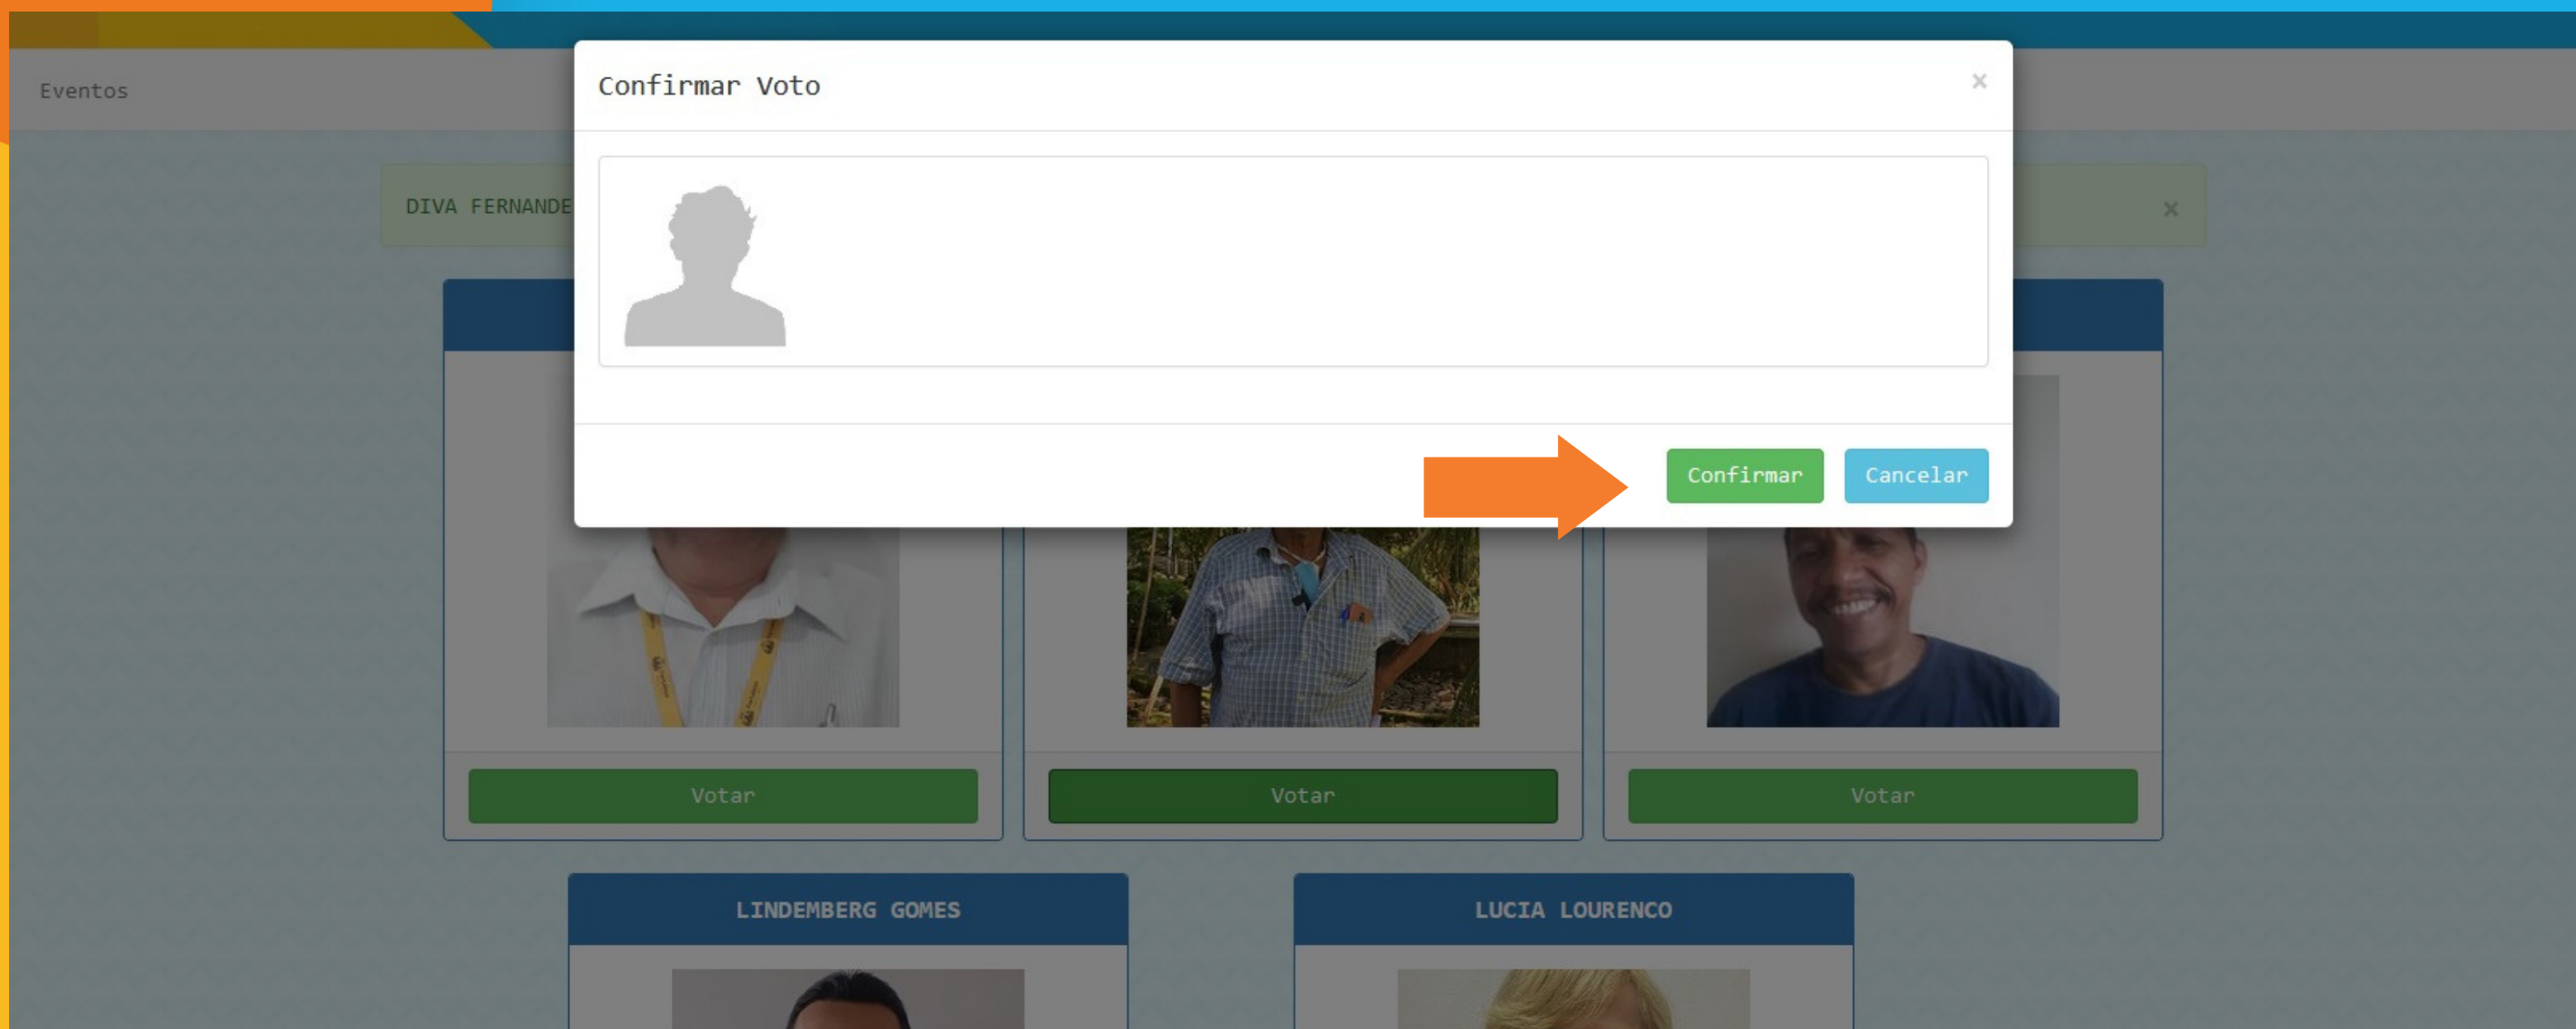 Confirmar Voto
×
Eventos
DIVA FERNANDE
×
Confirmar
Cancelar
Votar
Votar
Votar
LINDEMBERG GOMES
LUCIA LOURENCO